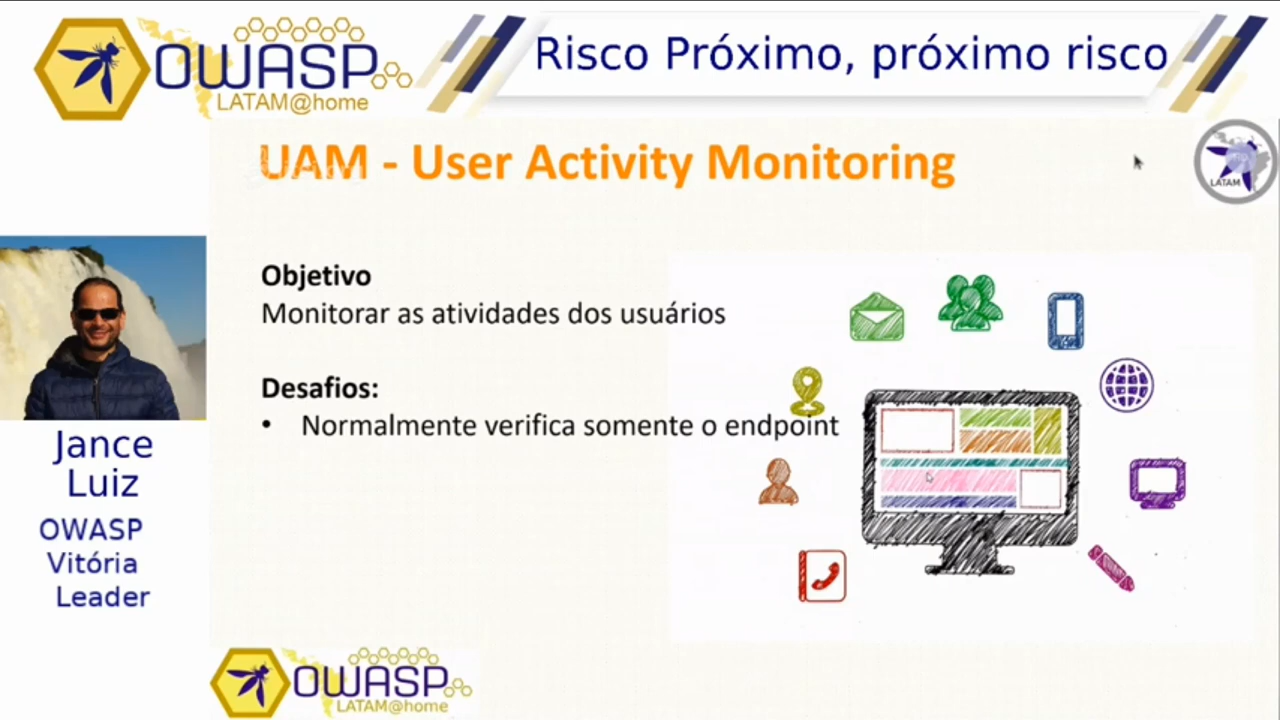 OWASP
LATAM@home
Risco Próximo, próximo risco
UAM - User Activity Monitoring
LATAM
Objetivo
Monitorar as atividades dos usuários
Desafios:
• Normalmente verifica somente o endpoint
Jance
Luiz
OWASP
Vitória
Leader
OWASP
LATAM@home